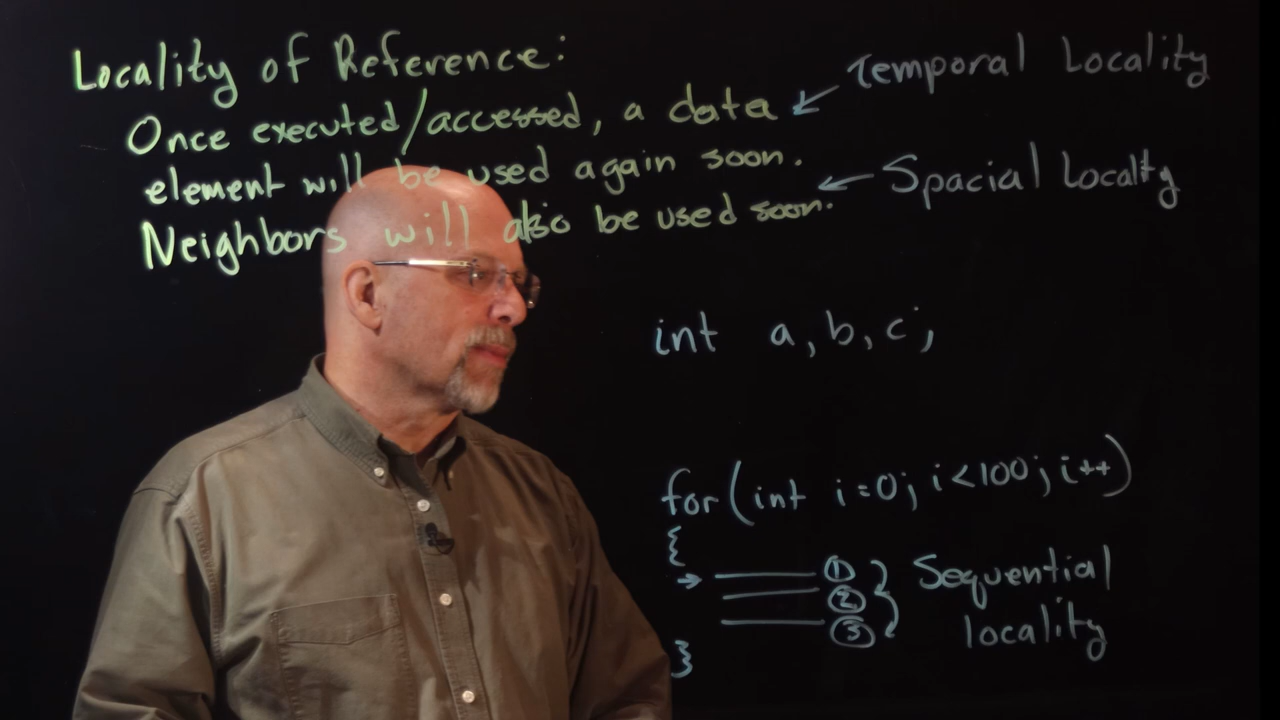 Locality of Reference:
Once executed/accessed, a data
element will be used again soon.
Neighbors will also be used soon.
Temporal Locality
Spacial Localty
int a, b, c;
for (int i=0; i<100; i++)
{
① 
②
③
}
Sequential
locality